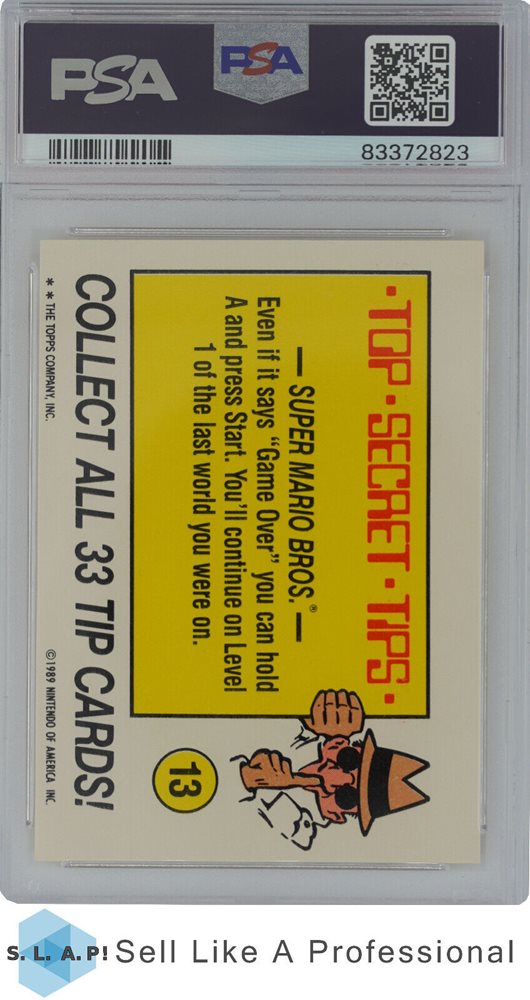 PSA
PSA
83372823
·TOP·SECRET·TIPS·
— SUPER MARIO BROS.® —
Even if it says “Game Over” you can hold
A and press Start. You'll continue on Level
1 of the last world you were on.
13
COLLECT ALL 33 TIP CARDS!
* * THE TOPPS COMPANY, INC.
©1989 NINTENDO OF AMERICA INC.
S. L. A. P! Sell Like A Professional